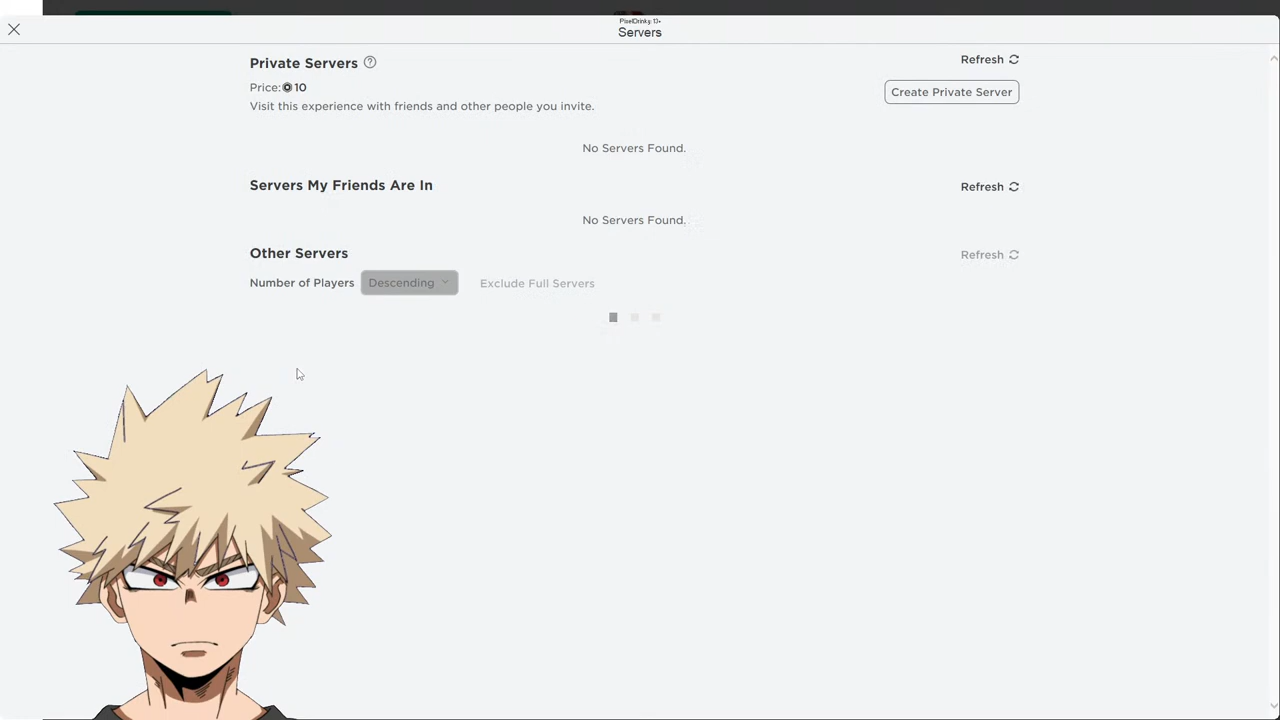 PixelDrinky: 13+
Servers
Private Servers
Refresh
Price: 10
Create Private Server
Visit this experience with friends and other people you invite.
No Servers Found.
Servers My Friends Are In
Refresh
No Servers Found.
Other Servers
Refresh
Number of Players Descending Exclude Full Servers